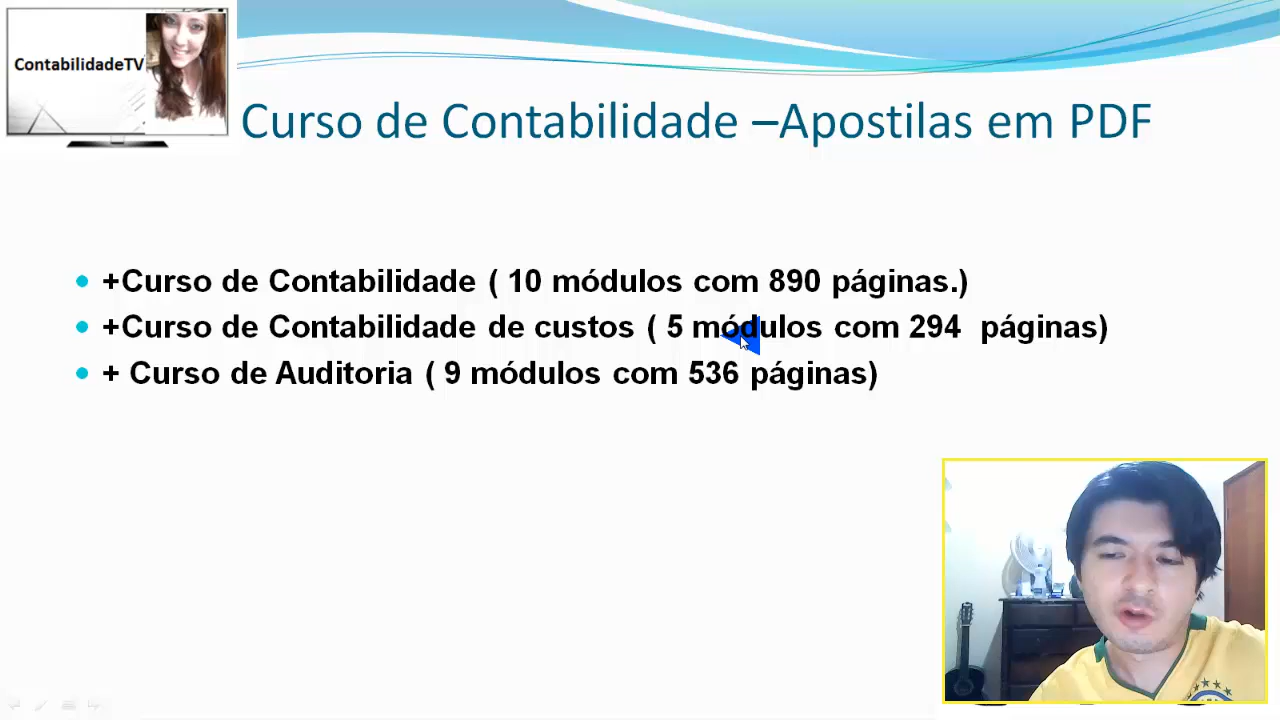 ContabilidadeTV
Curso de Contabilidade –Apostilas em PDF
+Curso de Contabilidade ( 10 módulos com 890 páginas.)
+Curso de Contabilidade de custos ( 5 módulos com 294 páginas)
+ Curso de Auditoria ( 9 módulos com 536 páginas)